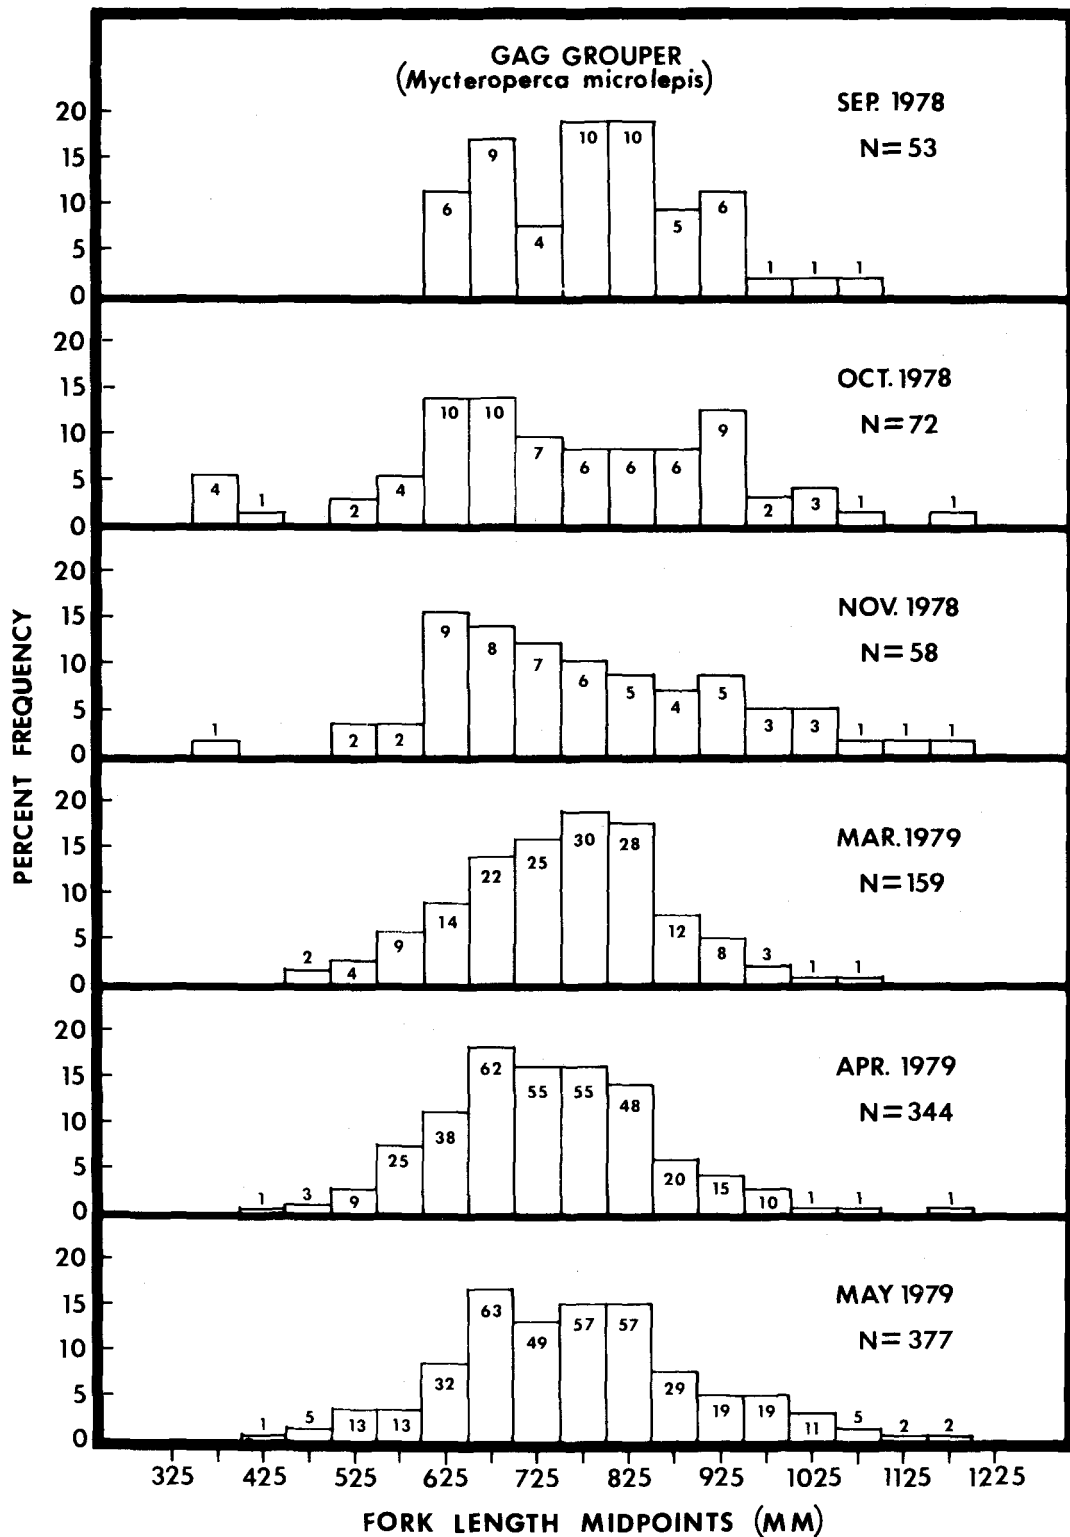 GAG GROUPER
(Mycteroperca microlepis)
SEP. 1978
N=53
20
15
10
5
0
6 9 4 10 10 5 6 1 1 1
OCT. 1978
N=72
20
15
10
5
0
4 1 2 4 10 10 7 6 6 6 9 2 3 1
NOV. 1978
N=58
20
15
10
5
0
1 2 2 9 8 7 6 5 4 5 3 3 1 1 1
MAR. 1979
N=159
20
15
10
5
0
2 4 9 14 22 25 30 28 12 8 3 1 1
APR. 1979
N=344
20
15
10
5
0
1 3 9 25 38 62 55 55 48 20 15 10 1 1 1
MAY 1979
N=377
20
15
10
5
0
1 5 13 13 32 63 49 57 57 29 19 19 11 5 2 2
PERCENT FREQUENCY
325 425 525 625 725 825 925 1025 1125 1225
FORK LENGTH MIDPOINTS (MM)